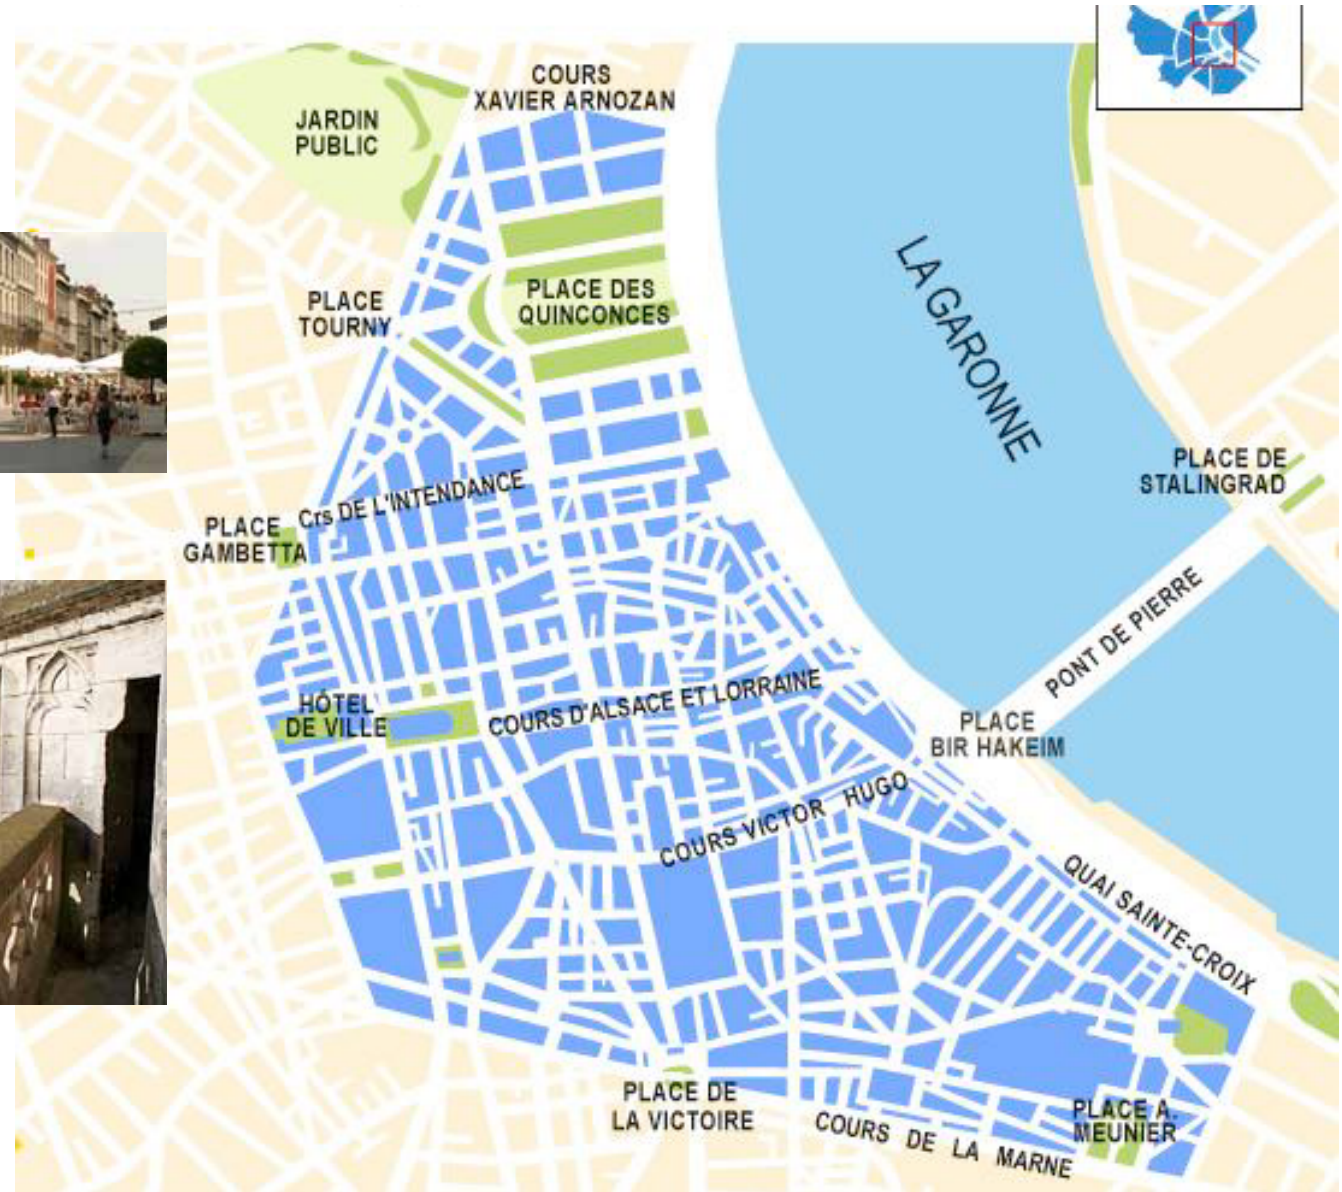 COURS
XAVIER ARNOZAN
JARDIN
PUBLIC
LA GARONNE
PLACE DES
QUINCONCES
PLACE
TOURNY
PLACE DE
STALINGRAD
Crs DE L'INTENDANCE
PLACE
GAMBETTA
PONT DE PIERRE
HÔTEL
DE VILLE
COURS D'ALSACE ET LORRAINE
PLACE
BIR HAKEIM
COURS VICTOR HUGO
QUAI SAINTE-CROIX
PLACE DE
LA VICTOIRE
PLACE A.
MEUNIER
COURS DE LA MARNE